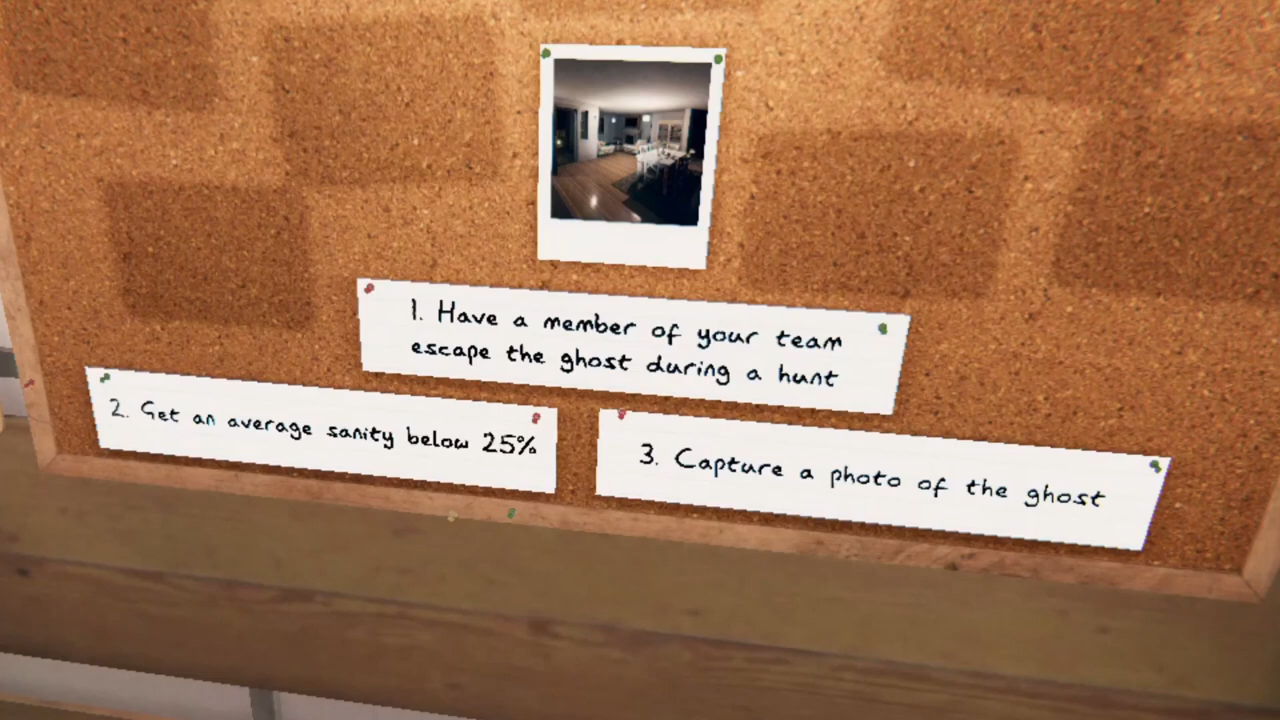 1. Have a member of your team
escape the ghost during a hunt
2. Get an average sanity below 25%
3. Capture a photo of the ghost